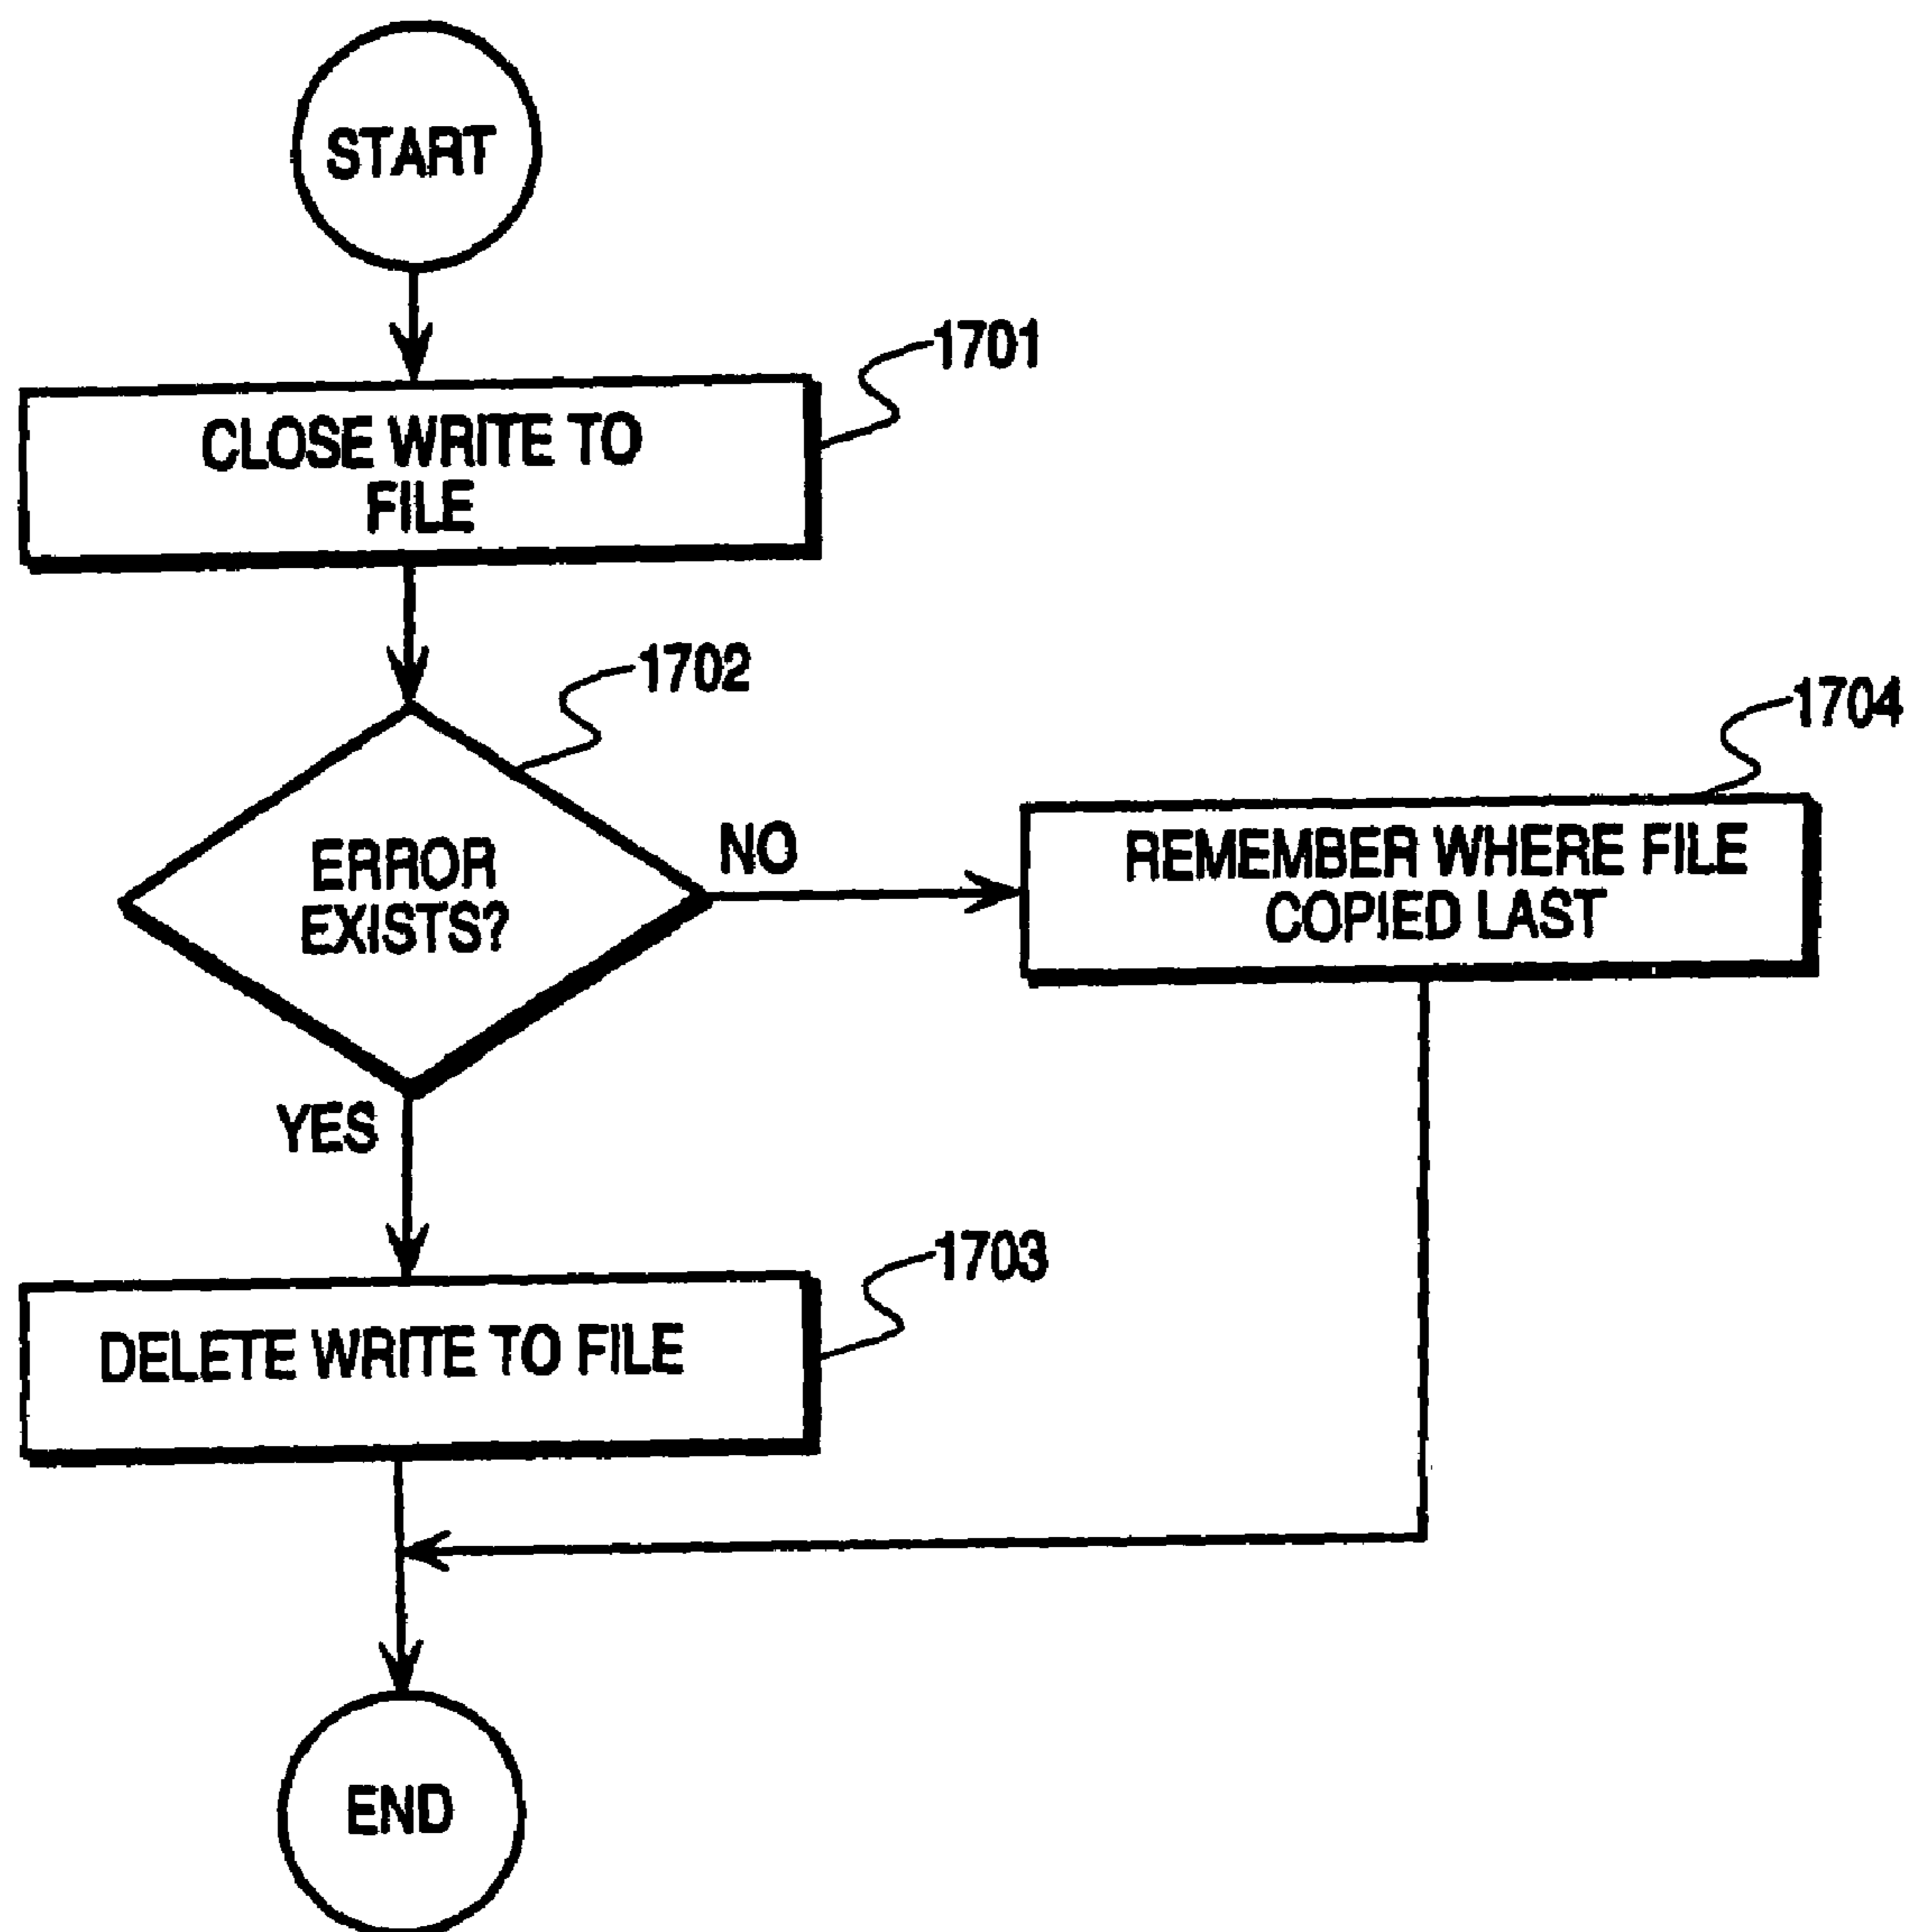 START
1701
CLOSE WRITE TO
FILE
1702
1704
ERROR
EXISTS?
NO
REMEMBER WHERE FILE
COPIED LAST
YES
1703
DELETE WRITE TO FILE
END